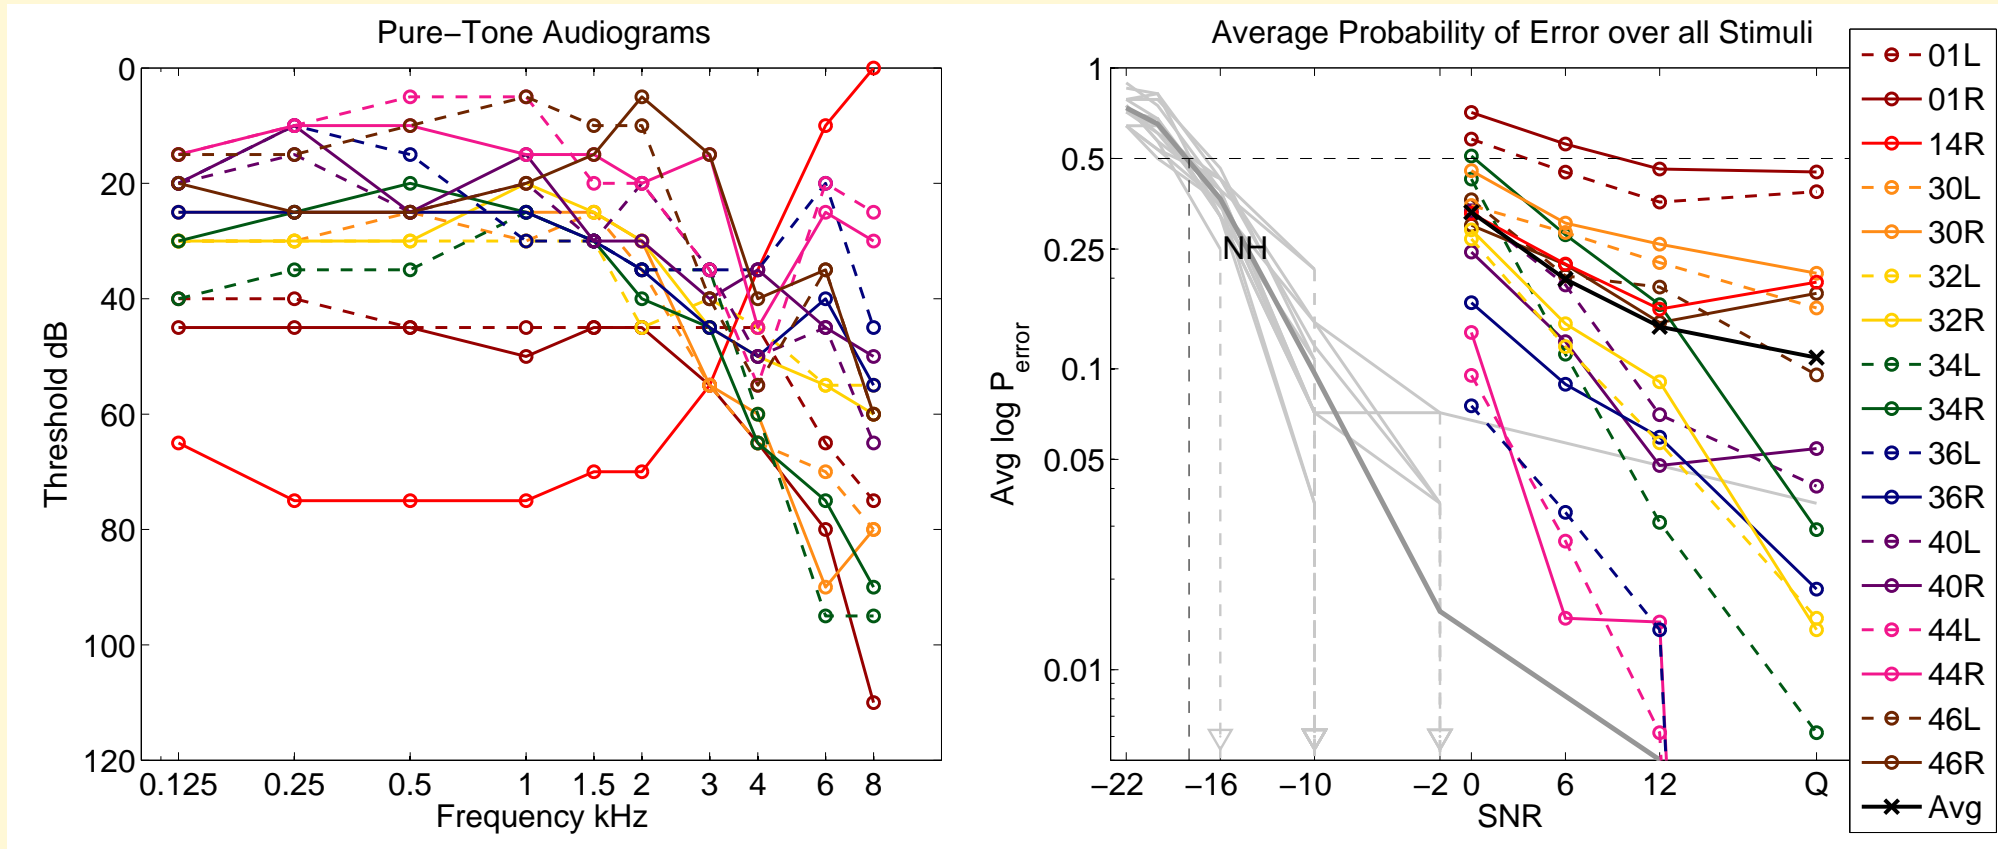 Pure−Tone Audiograms
Threshold dB
0
20
40
60
80
100
120
0.125 0.25 0.5 1 1.5 2 3 4 6 8
Frequency kHz
Average Probability of Error over all Stimuli
Avg log P_error
1
0.5
0.25
0.1
0.05
0.01
NH
−22 −16 −10 −2 0 6 12 Q
SNR
01L
01R
14R
30L
30R
32L
32R
34L
34R
36L
36R
40L
40R
44L
44R
46L
46R
Avg